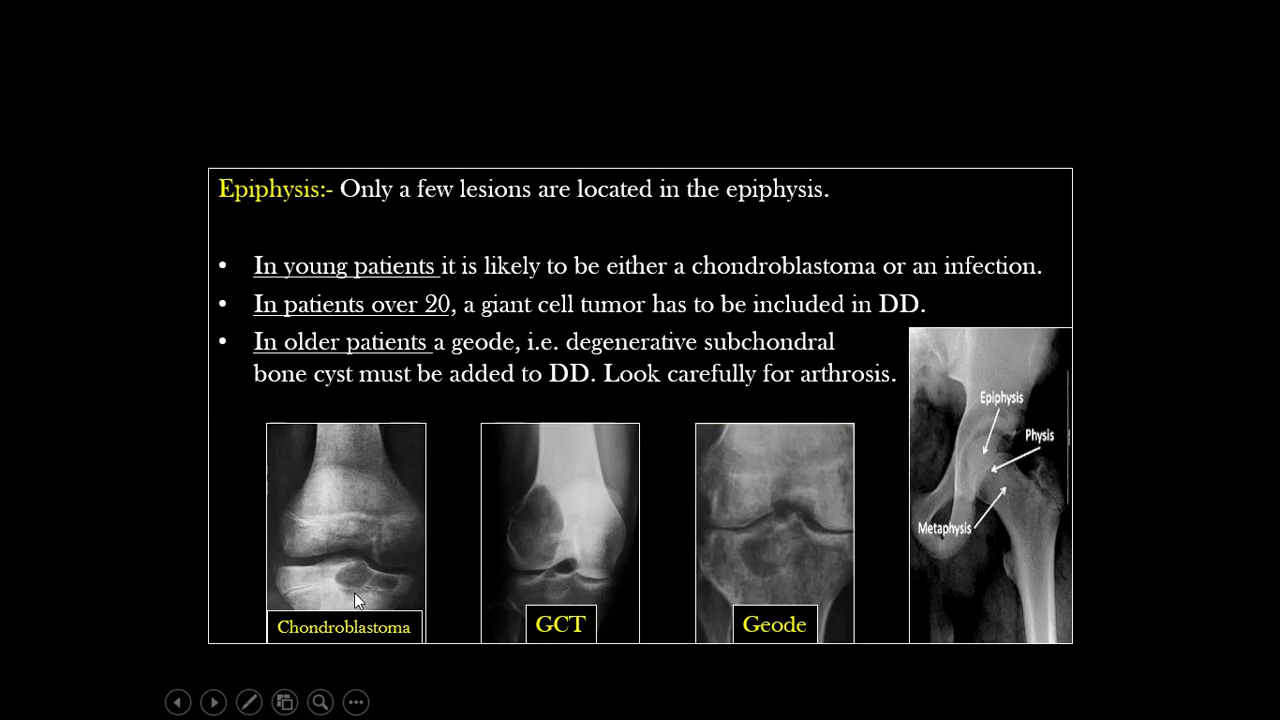 Epiphysis:- Only a few lesions are located in the epiphysis.
• In young patients it is likely to be either a chondroblastoma or an infection.
• In patients over 20, a giant cell tumor has to be included in DD.
• In older patients a geode, i.e. degenerative subchondral
bone cyst must be added to DD. Look carefully for arthrosis.
Epiphysis
Physis
Metaphysis
Chondroblastoma
GCT
Geode